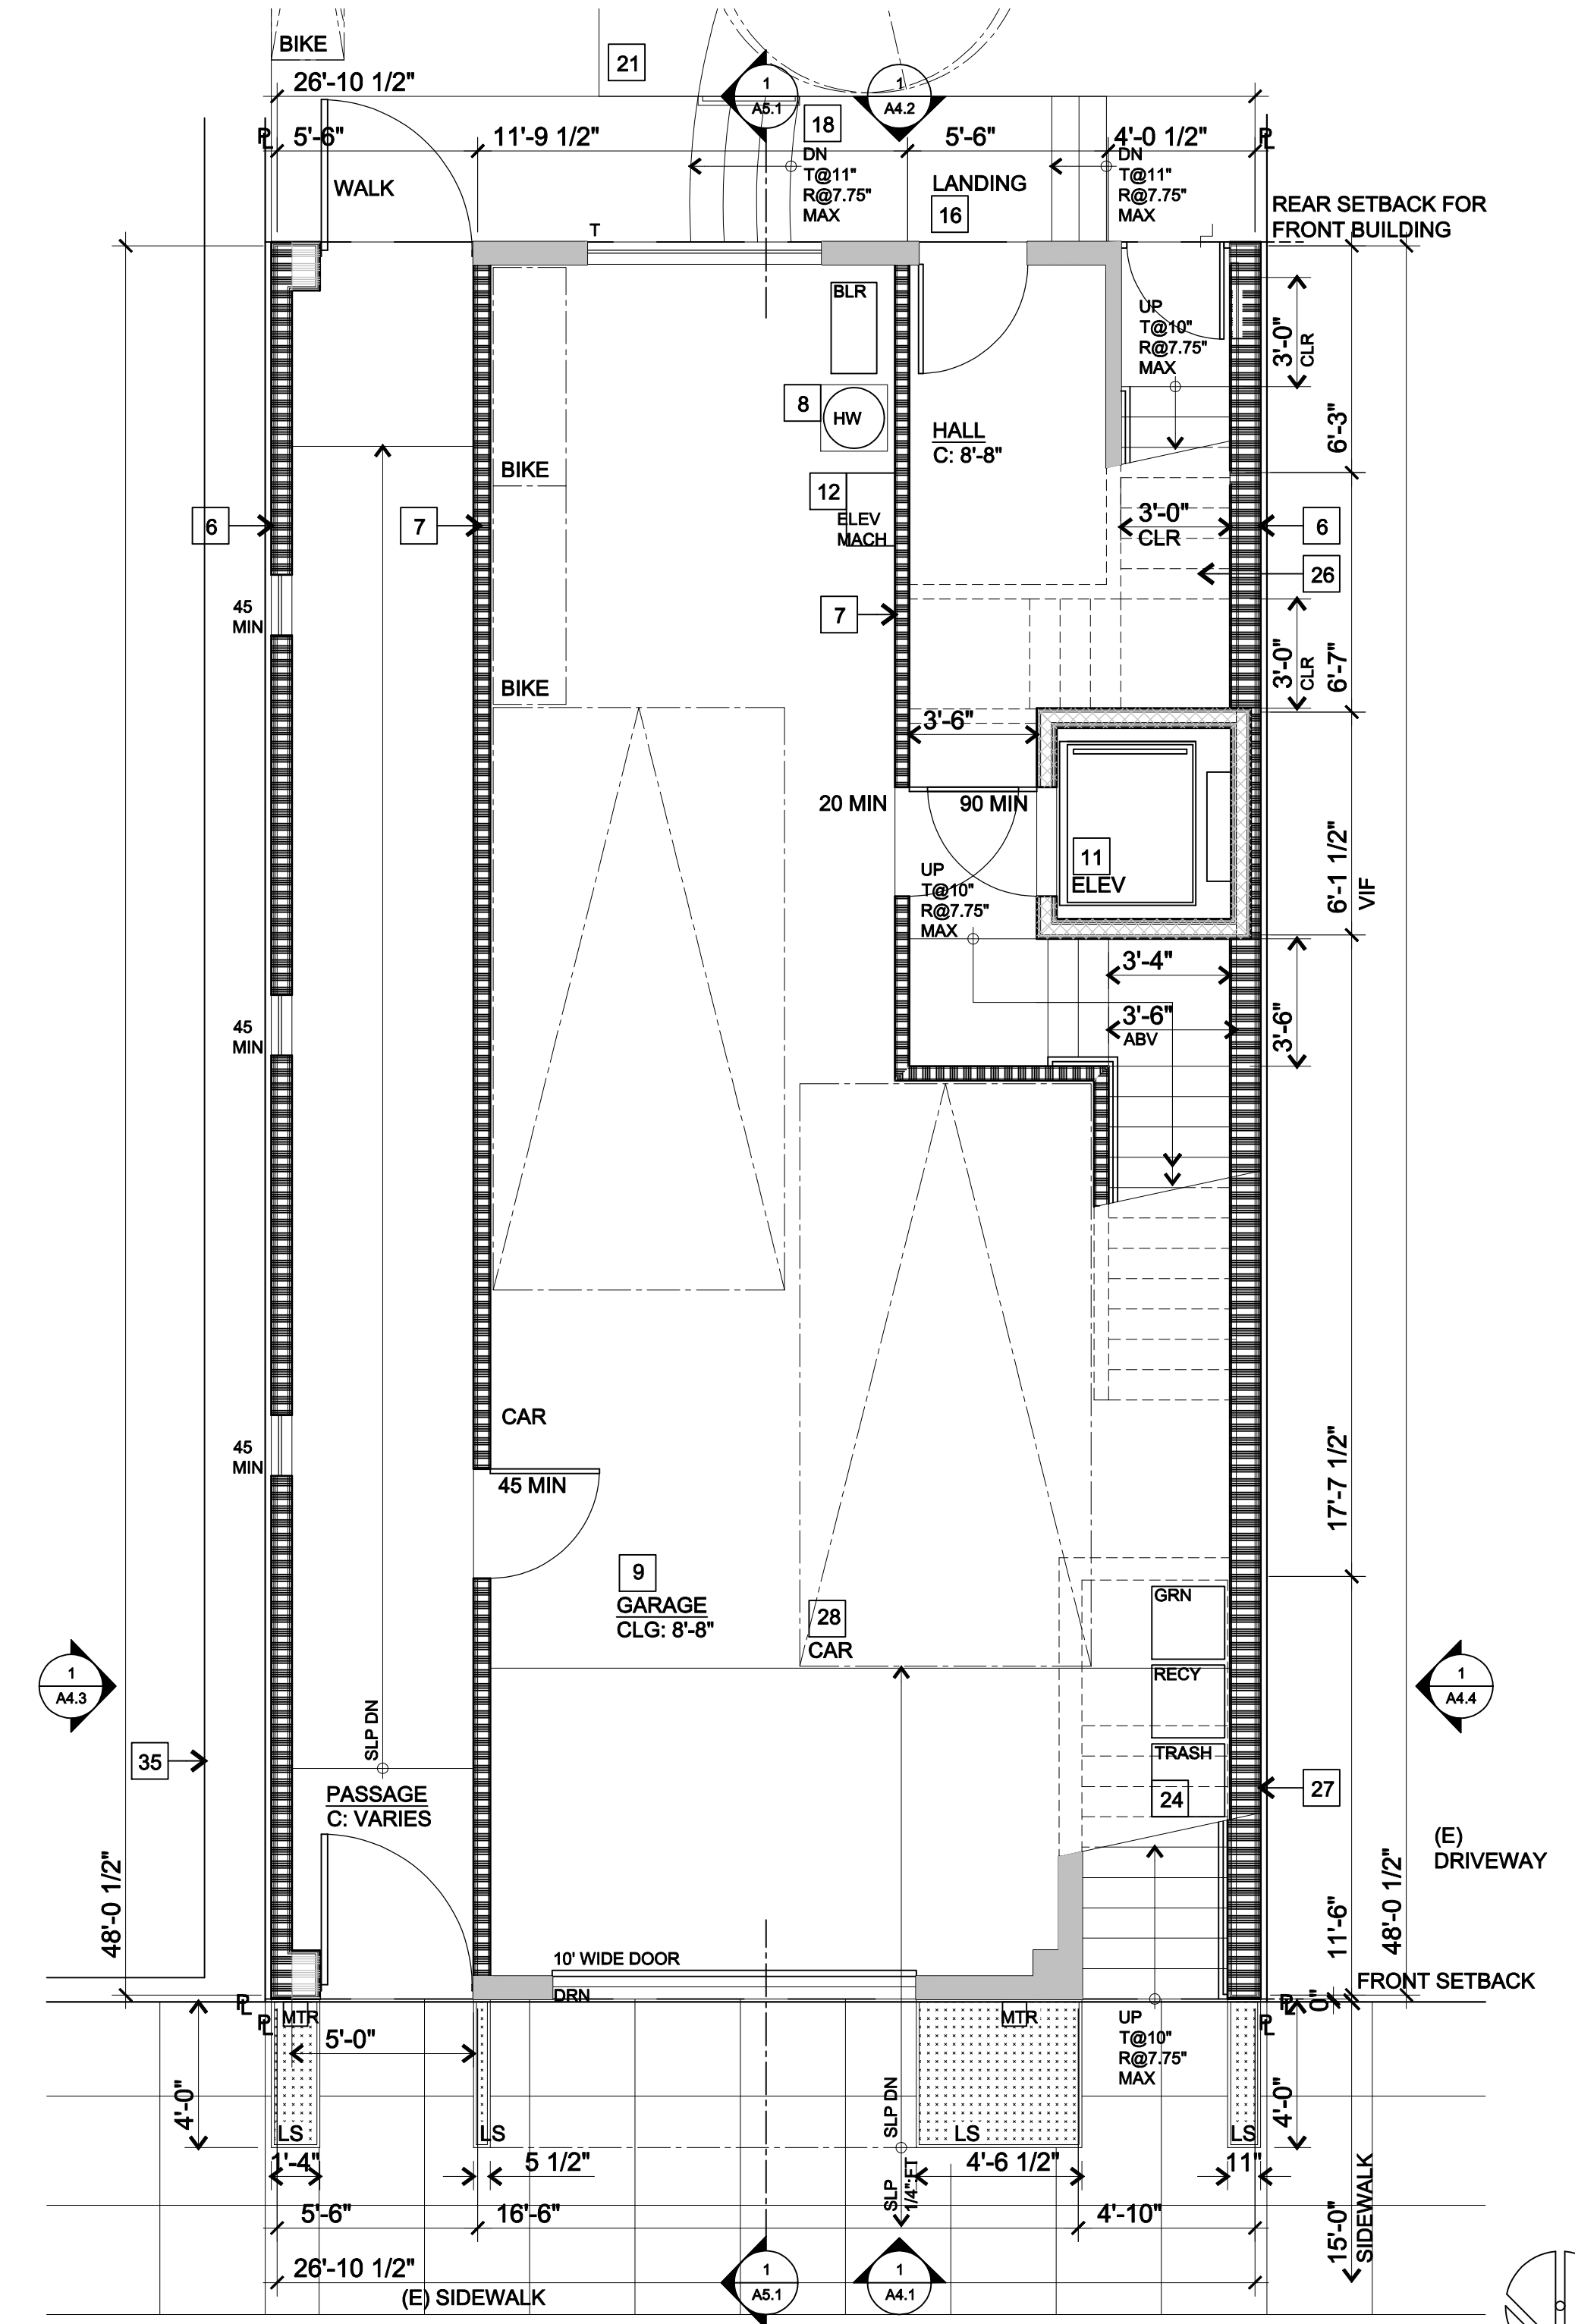 BIKE
21
26'-10 1/2"
1
A5.1
1
A4.2
18
PL
5'-6"
11'-9 1/2"
5'-6"
4'-0 1/2"
PL
DN
T@11"
R@7.75"
MAX
DN
T@11"
R@7.75"
MAX
WALK
LANDING
16
REAR SETBACK FOR
FRONT BUILDING
T
BLR
UP
T@10"
R@7.75"
MAX
3'-0"
CLR
8
HW
HALL
C: 8'-8"
6'-3"
BIKE
12
ELEV
MACH
6
7
3'-0"
CLR
6
26
45
MIN
7
BIKE
3'-0"
CLR
6'-7"
3'-6"
20 MIN
90 MIN
11
ELEV
6'-1 1/2"
VIF
UP
T@10"
R@7.75"
MAX
3'-4"
3'-6"
ABV
3'-6"
45
MIN
CAR
45
MIN
45 MIN
17'-7 1/2"
9
GARAGE
CLG: 8'-8"
28
CAR
GRN
RECY
TRASH
24
1
A4.3
1
A4.4
SLP DN
35
27
PASSAGE
C: VARIES
(E)
DRIVEWAY
48'-0 1/2"
11'-6"
48'-0 1/2"
10' WIDE DOOR
DRN
FRONT SETBACK
PL
PL
MTR
MTR
PL
0"
PL
5'-0"
UP
T@10"
R@7.75"
MAX
4'-0"
4'-0"
SLP DN
LS
LS
LS
LS
1'-4"
5 1/2"
4'-6 1/2"
11"
SLP
1/4":FT
5'-6"
16'-6"
4'-10"
15'-0"
SIDEWALK
26'-10 1/2"
(E) SIDEWALK
1
A5.1
1
A4.1